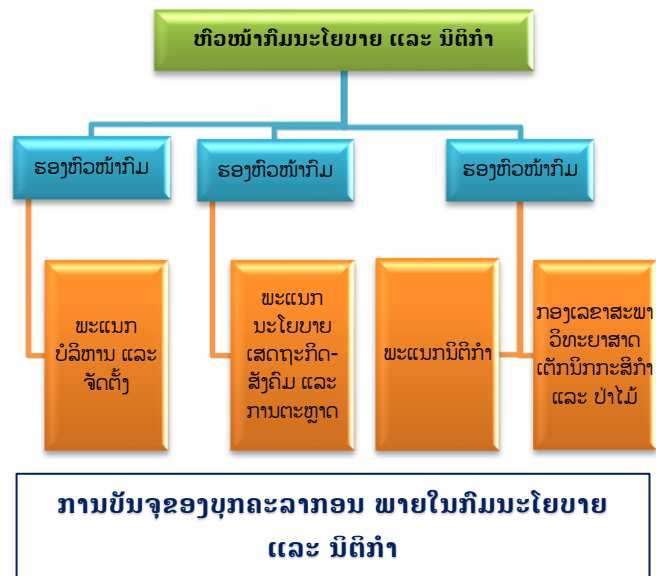 ຫົວໜ້າກົມນະໂຍບາຍ ແລະ ນິຕິກຳ
ຮອງຫົວໜ້າກົມ
ຮອງຫົວໜ້າກົມ
ຮອງຫົວໜ້າກົມ
ພະແນກ
ບໍລິຫານ ແລະ
ຈັດຕັ້ງ
ພະແນກ
ນະໂຍບາຍ
ເສດຖະກິດ-
ສັງຄົມ ແລະ
ການຕະຫຼາດ
ພະແນກນິຕິກຳ
ກອງເລຂາສະພາ
ວິທະຍາສາດ
ເຕັກນິກກະສິກຳ
ແລະ ປ່າໄມ້
ການບັນຈຸຂອງບຸກຄະລາກອນ ພາຍໃນກົມນະໂຍບາຍ
ແລະ ນິຕິກຳ